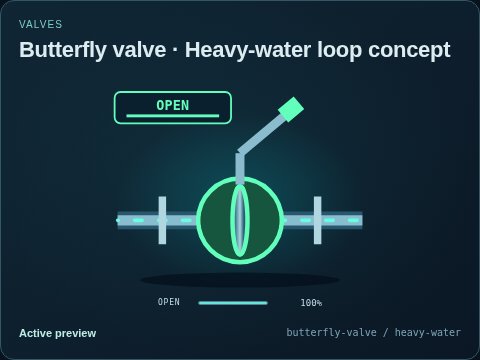 VALVES
Butterfly valve · Heavy-water loop concept
OPEN
OPEN 100%
Active preview butterfly-valve / heavy-water